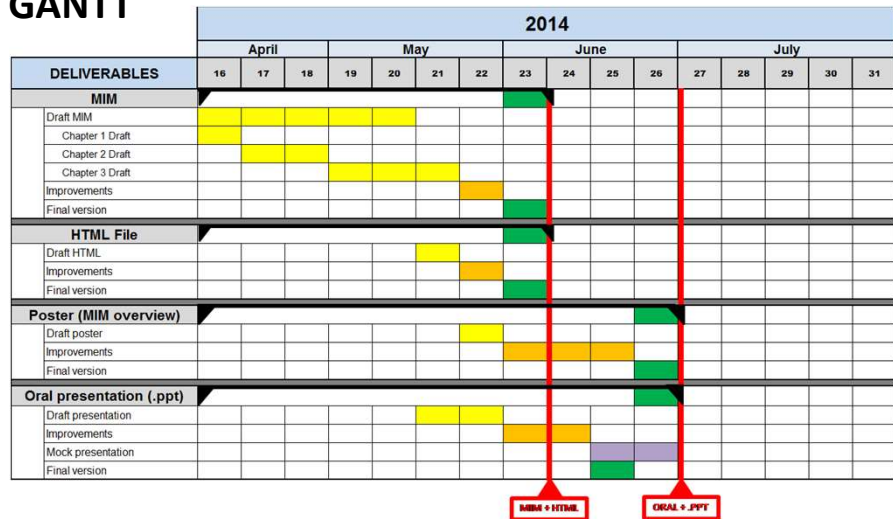 GANTT
2014
April May June July
DELIVERABLES 16 17 18 19 20 21 22 23 24 25 26 27 28 29 30 31
MIM
Draft MIM
Chapter 1 Draft
Chapter 2 Draft
Chapter 3 Draft
Improvements
Final version
HTML File
Draft HTML
Improvements
Final version
Poster (MIM overview)
Draft poster
Improvements
Final version
Oral presentation (.ppt)
Draft presentation
Improvements
Mock presentation
Final version
MIM + HTML ORAL + .PPT